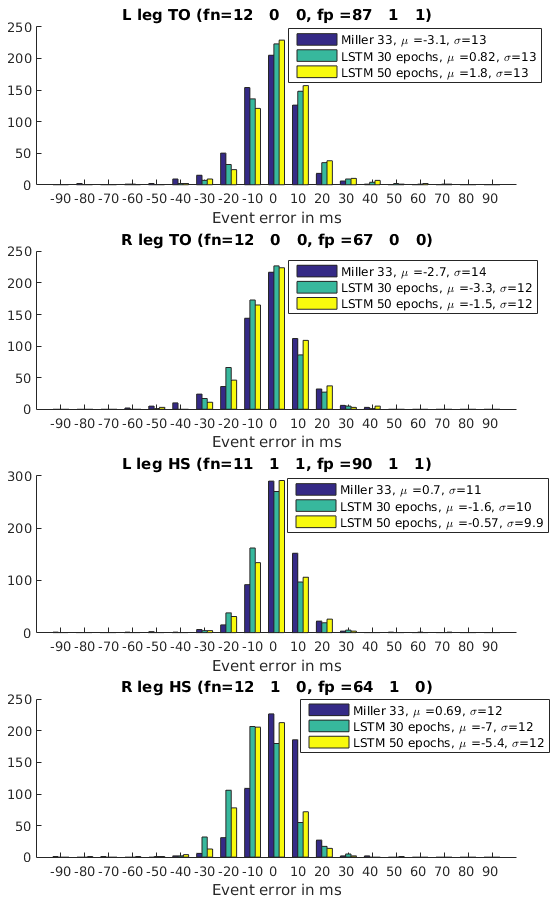 L leg TO (fn=12 0 0, fp =87 1 1)
250
200
150
100
50
0
Miller 33, μ =-3.1, σ=13
LSTM 30 epochs, μ =0.82, σ=13
LSTM 50 epochs, μ =1.8, σ=13
-90 -80 -70 -60 -50 -40 -30 -20 -10 0 10 20 30 40 50 60 70 80 90
Event error in ms
R leg TO (fn=12 0 0, fp =67 0 0)
250
200
150
100
50
0
Miller 33, μ =-2.7, σ=14
LSTM 30 epochs, μ =-3.3, σ=12
LSTM 50 epochs, μ =-1.5, σ=12
-90 -80 -70 -60 -50 -40 -30 -20 -10 0 10 20 30 40 50 60 70 80 90
Event error in ms
L leg HS (fn=11 1 1, fp =90 1 1)
300
200
100
0
Miller 33, μ =0.7, σ=11
LSTM 30 epochs, μ =-1.6, σ=10
LSTM 50 epochs, μ =-0.57, σ=9.9
-90 -80 -70 -60 -50 -40 -30 -20 -10 0 10 20 30 40 50 60 70 80 90
Event error in ms
R leg HS (fn=12 1 0, fp =64 1 0)
250
200
150
100
50
0
Miller 33, μ =0.69, σ=12
LSTM 30 epochs, μ =-7, σ=12
LSTM 50 epochs, μ =-5.4, σ=12
-90 -80 -70 -60 -50 -40 -30 -20 -10 0 10 20 30 40 50 60 70 80 90
Event error in ms